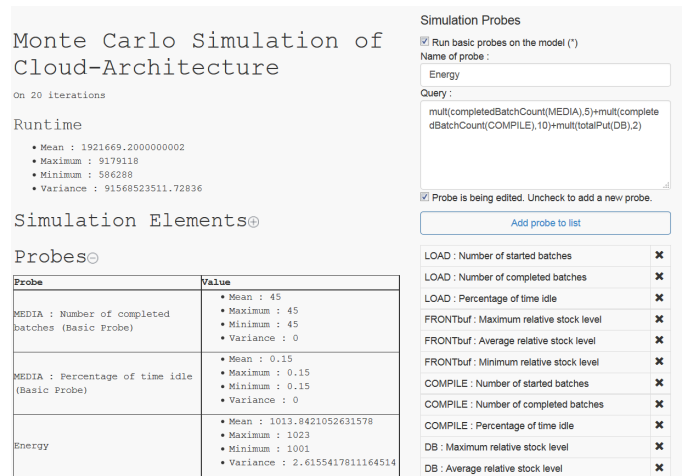 Monte Carlo Simulation of
Cloud-Architecture
On 20 iterations
Runtime
• Mean : 1921669.2000000002
• Maximum : 9179118
• Minimum : 586288
• Variance : 91568523511.72836
Simulation Elements
Probes
Probe Value
MEDIA : Number of completed
batches (Basic Probe)
• Mean : 45
• Maximum : 45
• Minimum : 45
• Variance : 0
MEDIA : Percentage of time idle
(Basic Probe)
• Mean : 0.15
• Maximum : 0.15
• Minimum : 0.15
• Variance : 0
Energy
• Mean : 1013.8421052631578
• Maximum : 1023
• Minimum : 1001
• Variance : 2.6155417811164514
Simulation Probes
Run basic probes on the model (*)
Name of probe :
Energy
Query :
mult(completedBatchCount(MEDIA),5)+mult(complete
dBatchCount(COMPILE),10)+mult(totalPut(DB),2)
Probe is being edited. Uncheck to add a new probe.
Add probe to list
LOAD : Number of started batches
LOAD : Number of completed batches
LOAD : Percentage of time idle
FRONTbuf : Maximum relative stock level
FRONTbuf : Average relative stock level
FRONTbuf : Minimum relative stock level
COMPILE : Number of started batches
COMPILE : Number of completed batches
COMPILE : Percentage of time idle
DB : Maximum relative stock level
DB : Average relative stock level